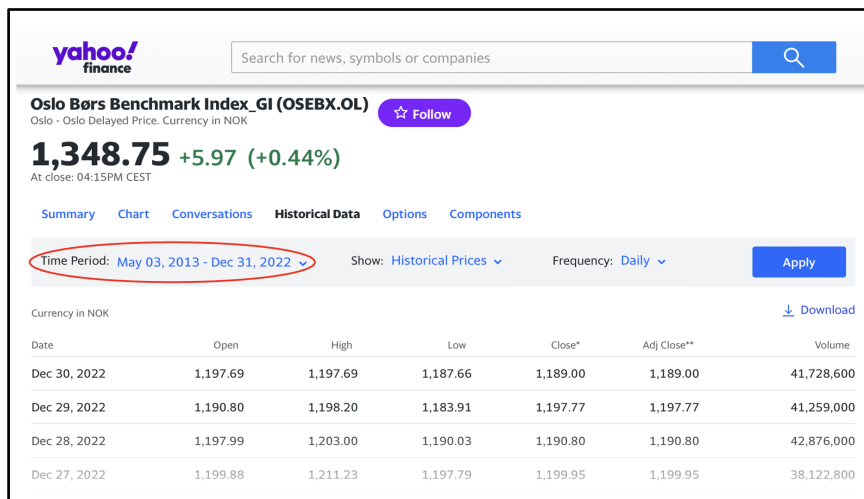 yahoo!
finance
Search for news, symbols or companies
Oslo Børs Benchmark Index_GI (OSEBX.OL)
Oslo - Oslo Delayed Price. Currency in NOK
Follow
1,348.75 +5.97 (+0.44%)
At close: 04:15PM CEST
Summary Chart Conversations Historical Data Options Components
Time Period: May 03, 2013 - Dec 31, 2022 Show: Historical Prices Frequency: Daily Apply
Currency in NOK Download
Date Open High Low Close* Adj Close** Volume
Dec 30, 2022 1,197.69 1,197.69 1,187.66 1,189.00 1,189.00 41,728,600
Dec 29, 2022 1,190.80 1,198.20 1,183.91 1,197.77 1,197.77 41,259,000
Dec 28, 2022 1,197.99 1,203.00 1,190.03 1,190.80 1,190.80 42,876,000
Dec 27, 2022 1,199.88 1,211.23 1,197.79 1,199.95 1,199.95 38,122,800